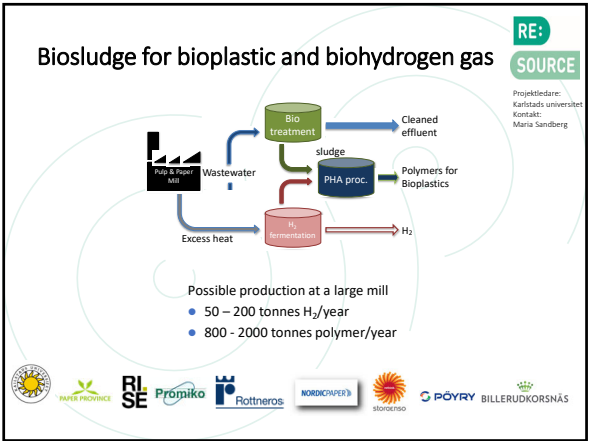 Biosludge for bioplastic and biohydrogen gas
RE:
SOURCE
Projektledare:
Karlstads universitet
Kontakt:
Maria Sandberg
Bio
treatment
Cleaned
effluent
sludge
Pulp & Paper
Mill
Wastewater
PHA proc.
Polymers for
Bioplastics
H₂
fermentation
H₂
Excess heat
Possible production at a large mill
● 50 – 200 tonnes H₂/year
● 800 - 2000 tonnes polymer/year
PAPER PROVINCE
RI.
SE
Promiko
Rottneros
NORDICPAPER
storaenso
PÖYRY
BILLERUDKORSNÄS